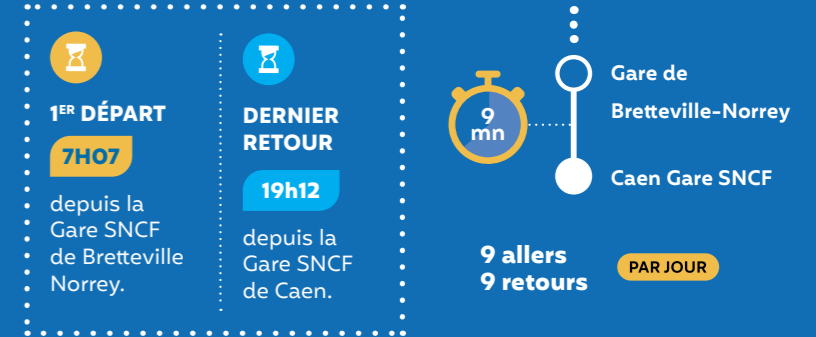 1ER DÉPART
7H07
depuis la
Gare SNCF
de Bretteville
Norrey.
DERNIER
RETOUR
19h12
depuis la
Gare SNCF
de Caen.
9
mn
Gare de
Bretteville-Norrey
Caen Gare SNCF
9 allers
9 retours
PAR JOUR